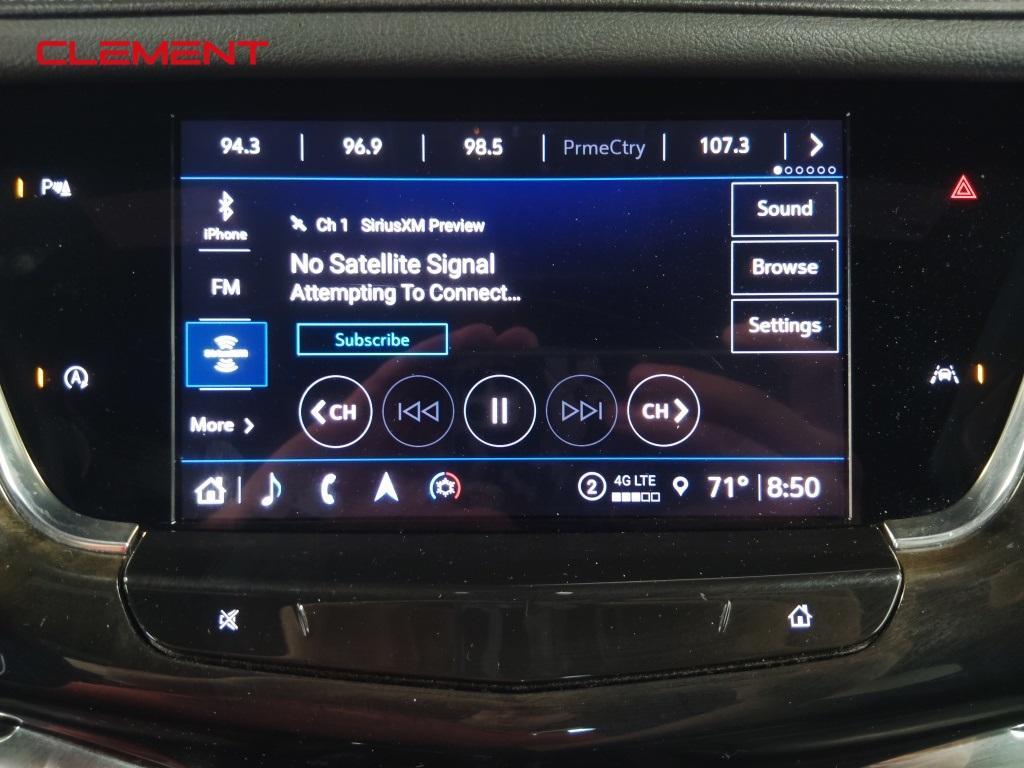 CLEMENT
94.3 | 96.9 | 98.5 | PrmeCtry | 107.3
iPhone
FM
More
Ch 1 SiriusXM Preview
No Satellite Signal
Attempting To Connect...
Subscribe
CH
CH
Sound
Browse
Settings
2 4G LTE 71° | 8:50
P
A